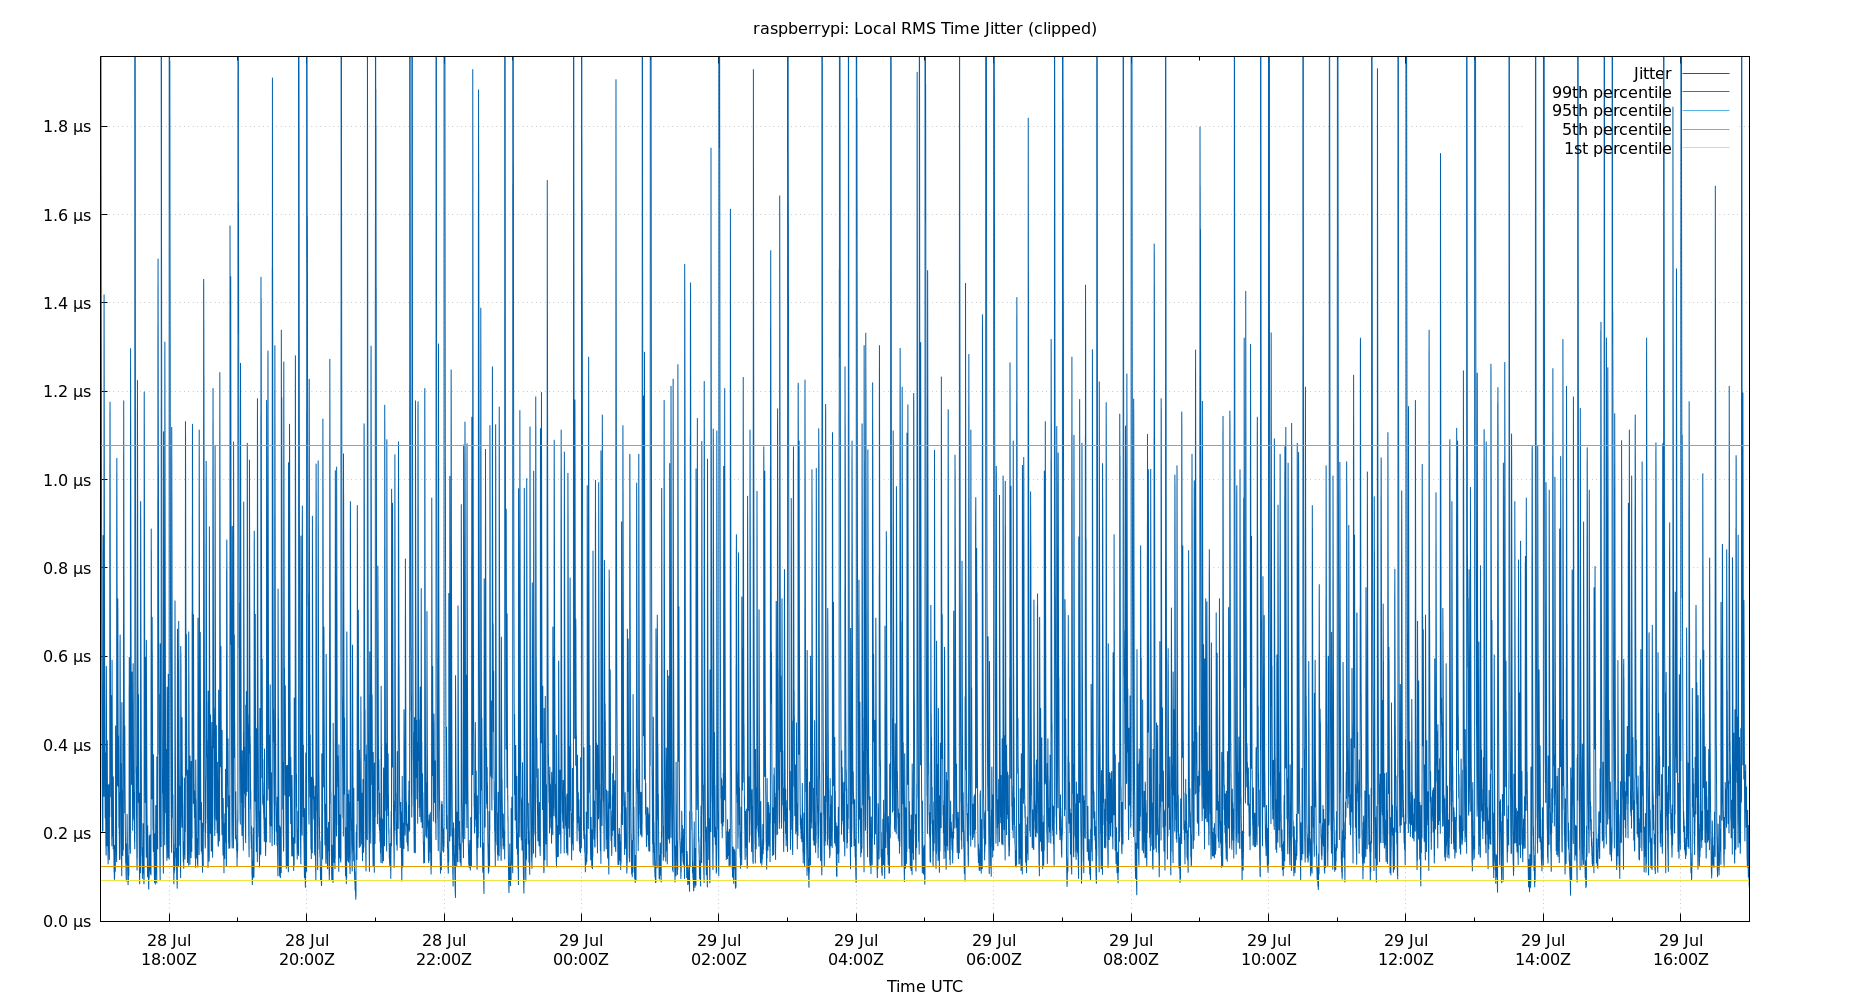 raspberrypi: Local RMS Time Jitter (clipped)
Jitter
99th percentile
95th percentile
5th percentile
1st percentile
1.8 µs
1.6 µs
1.4 µs
1.2 µs
1.0 µs
0.8 µs
0.6 µs
0.4 µs
0.2 µs
0.0 µs
28 Jul 28 Jul 28 Jul 29 Jul 29 Jul 29 Jul 29 Jul 29 Jul 29 Jul 29 Jul 29 Jul 29 Jul
18:00Z 20:00Z 22:00Z 00:00Z 02:00Z 04:00Z 06:00Z 08:00Z 10:00Z 12:00Z 14:00Z 16:00Z
Time UTC